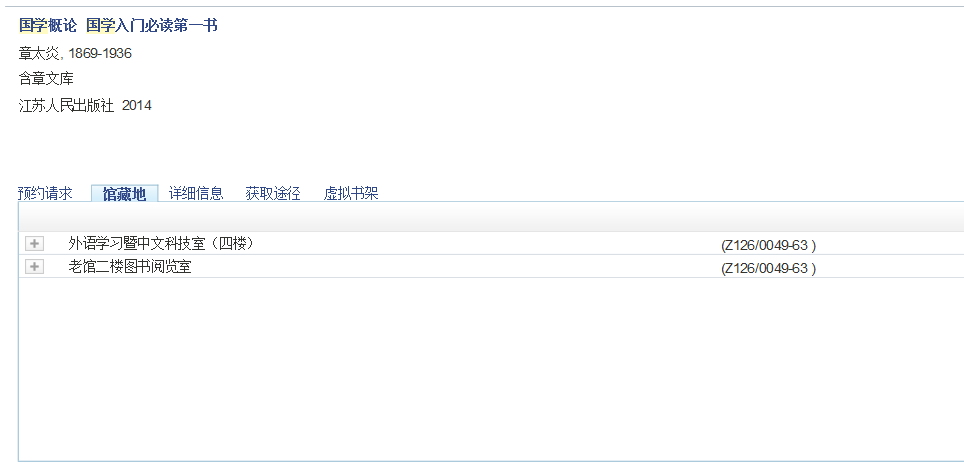 国学概论 国学入门必读第一书
章太炎, 1869-1936
含章文库
江苏人民出版社 2014
预约请求 馆藏地 详细信息 获取途径 虚拟书架
外语学习暨中文科技室（四楼） (Z126/0049-63 )
老馆二楼图书阅览室 (Z126/0049-63 )